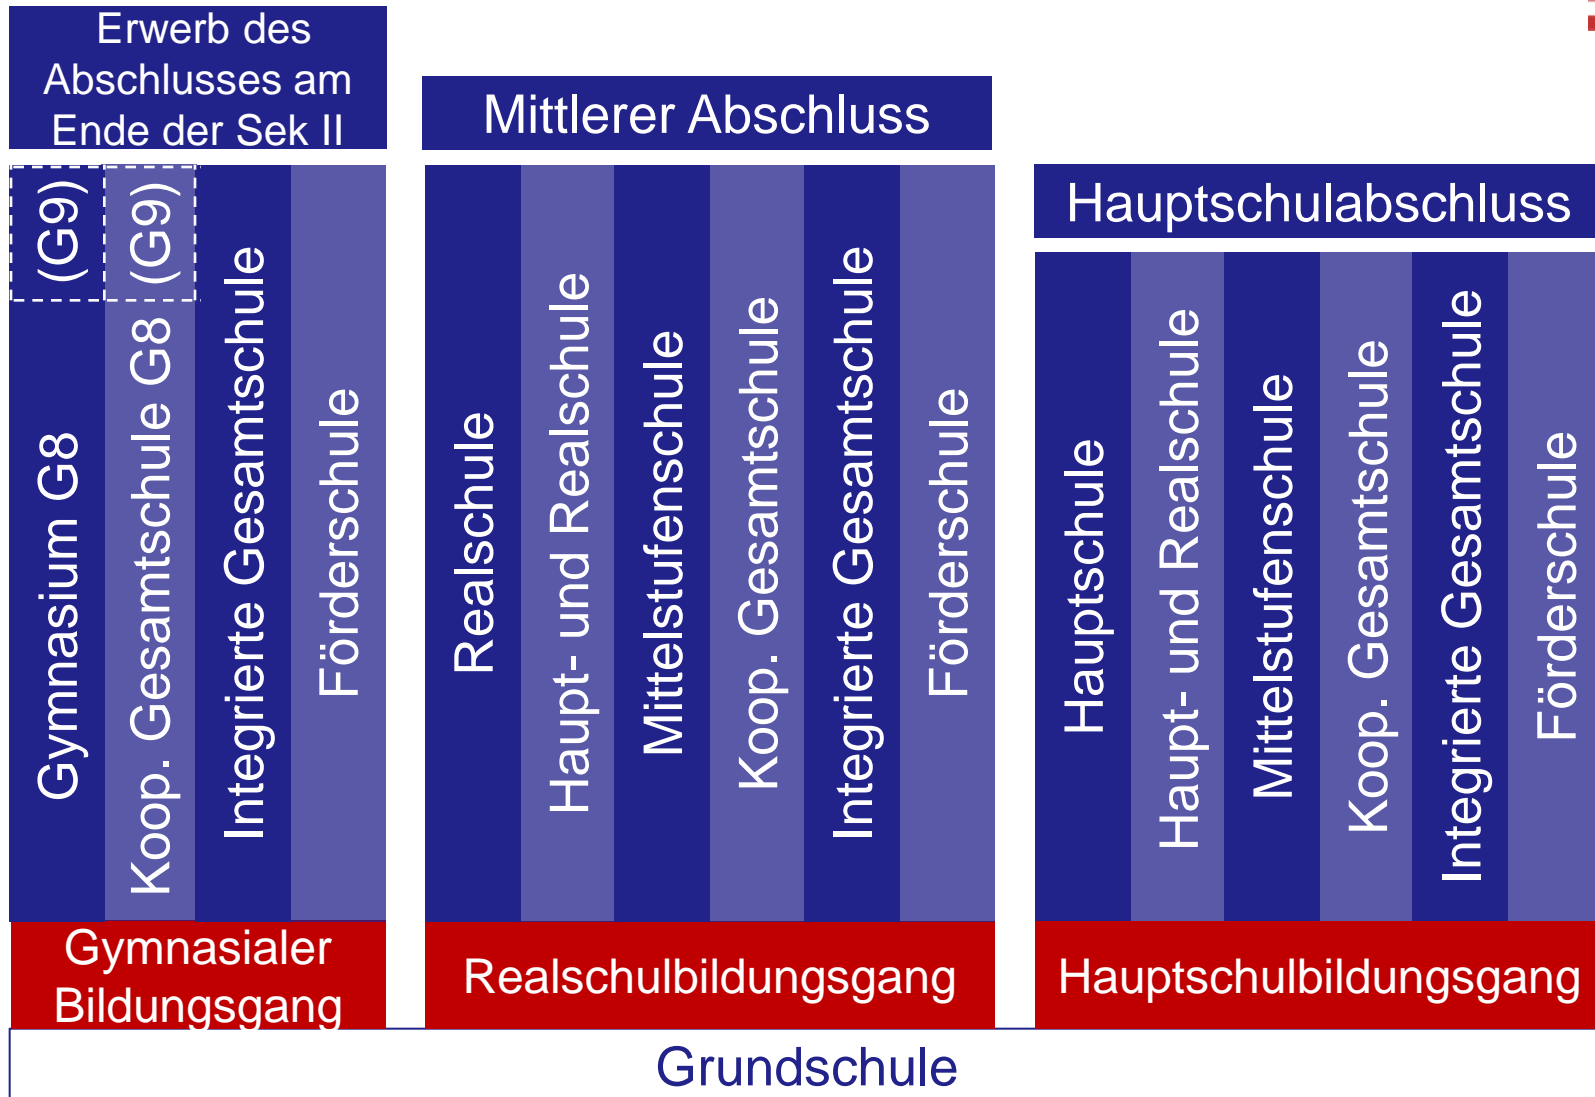 Erwerb des
Abschlusses am
Ende der Sek II
Mittlerer Abschluss
Hauptschulabschluss
(G9)
(G9)
Gymnasium G8
Koop. Gesamtschule G8
Integrierte Gesamtschule
Förderschule
Realschule
Haupt- und Realschule
Mittelstufenschule
Koop. Gesamtschule
Integrierte Gesamtschule
Förderschule
Hauptschule
Haupt- und Realschule
Mittelstufenschule
Koop. Gesamtschule
Integrierte Gesamtschule
Förderschule
Gymnasialer
Bildungsgang
Realschulbildungsgang
Hauptschulbildungsgang
Grundschule